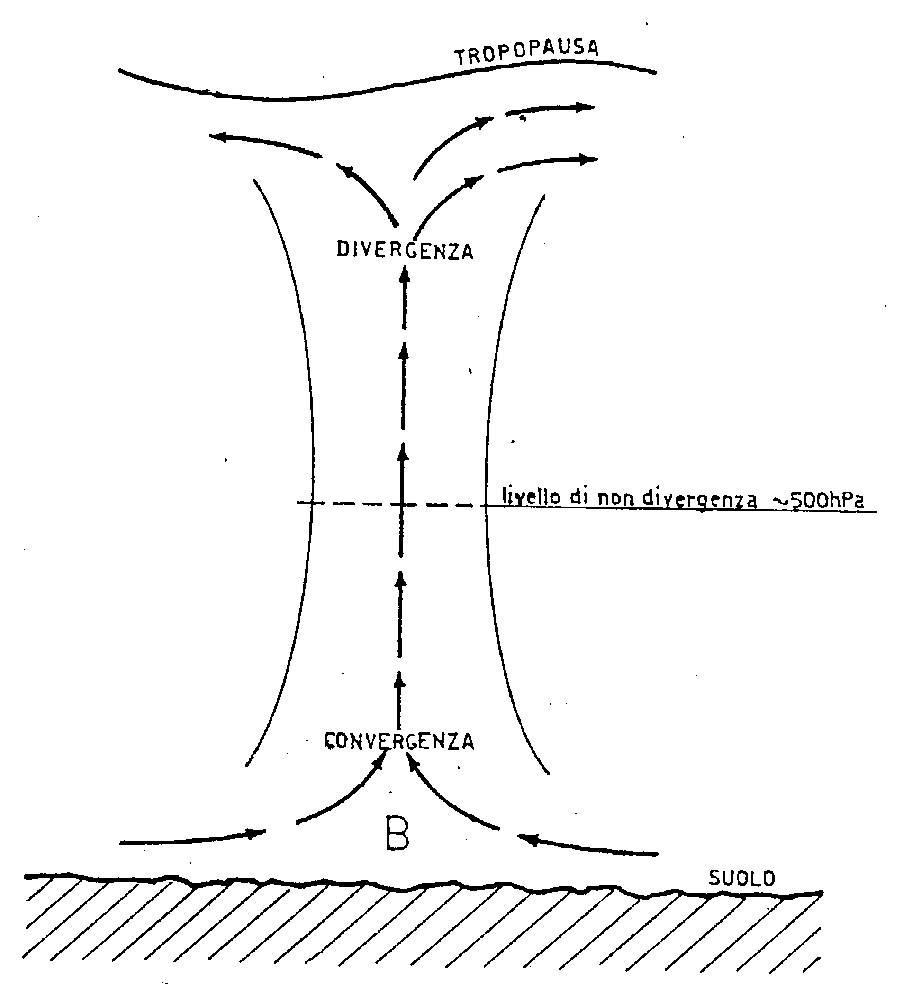 TROPOPAUSA
DIVERGENZA
livello di non divergenza ~500hPa
CONVERGENZA
B
SUOLO